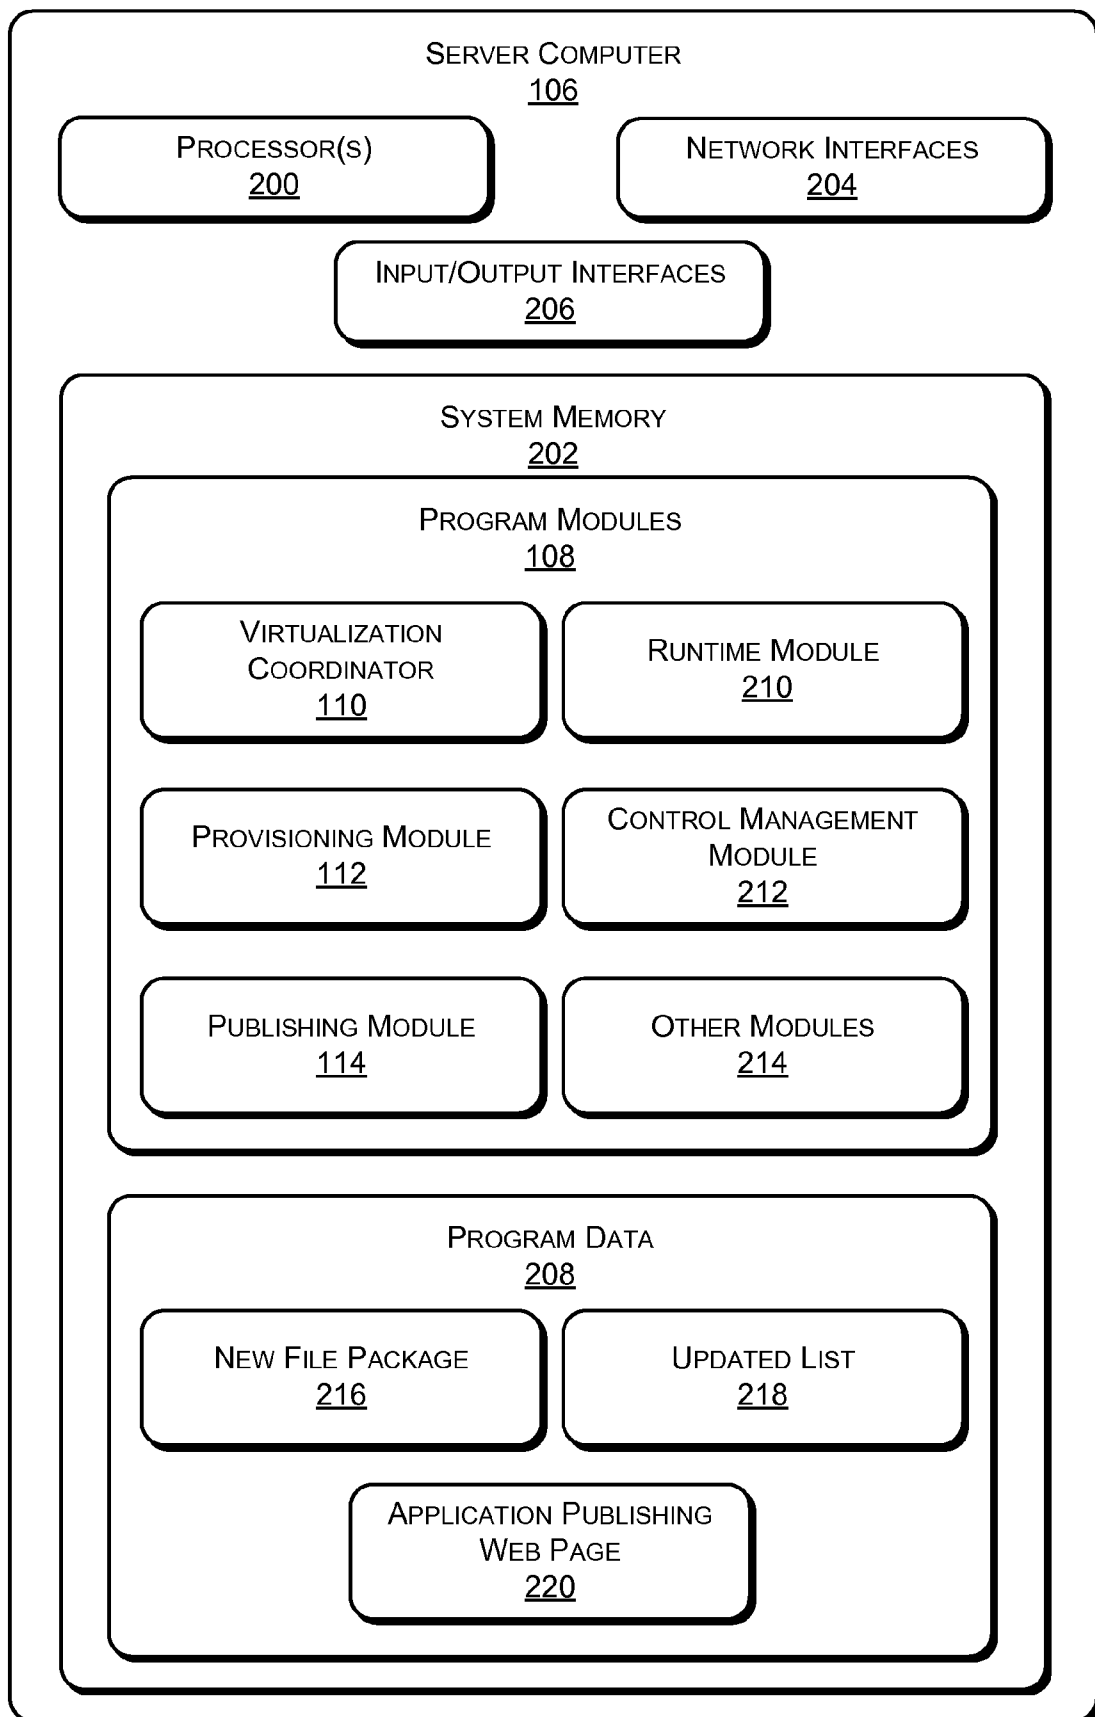 SERVER COMPUTER
106
PROCESSOR(S)
200
NETWORK INTERFACES
204
INPUT/OUTPUT INTERFACES
206
SYSTEM MEMORY
202
PROGRAM MODULES
108
VIRTUALIZATION
COORDINATOR
110
RUNTIME MODULE
210
PROVISIONING MODULE
112
CONTROL MANAGEMENT
MODULE
212
PUBLISHING MODULE
114
OTHER MODULES
214
PROGRAM DATA
208
NEW FILE PACKAGE
216
UPDATED LIST
218
APPLICATION PUBLISHING
WEB PAGE
220